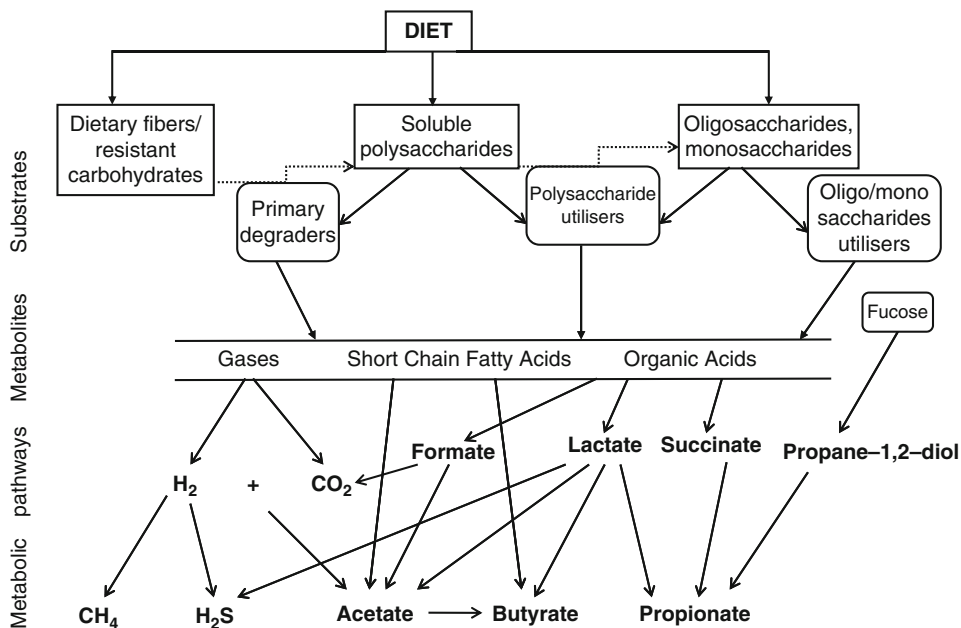 DIET
Dietary fibers/
resistant
carbohydrates
Soluble
polysaccharides
Oligosaccharides,
monosaccharides
Primary
degraders
Polysaccharide
utilisers
Oligo/mono
saccharides
utilisers
Substrates
Fucose
Metabolites
Gases
Short Chain Fatty Acids
Organic Acids
Formate
Lactate
Succinate
Propane–1,2–diol
H₂ + CO₂
Metabolic pathways
CH₄
H₂S
Acetate
Butyrate
Propionate